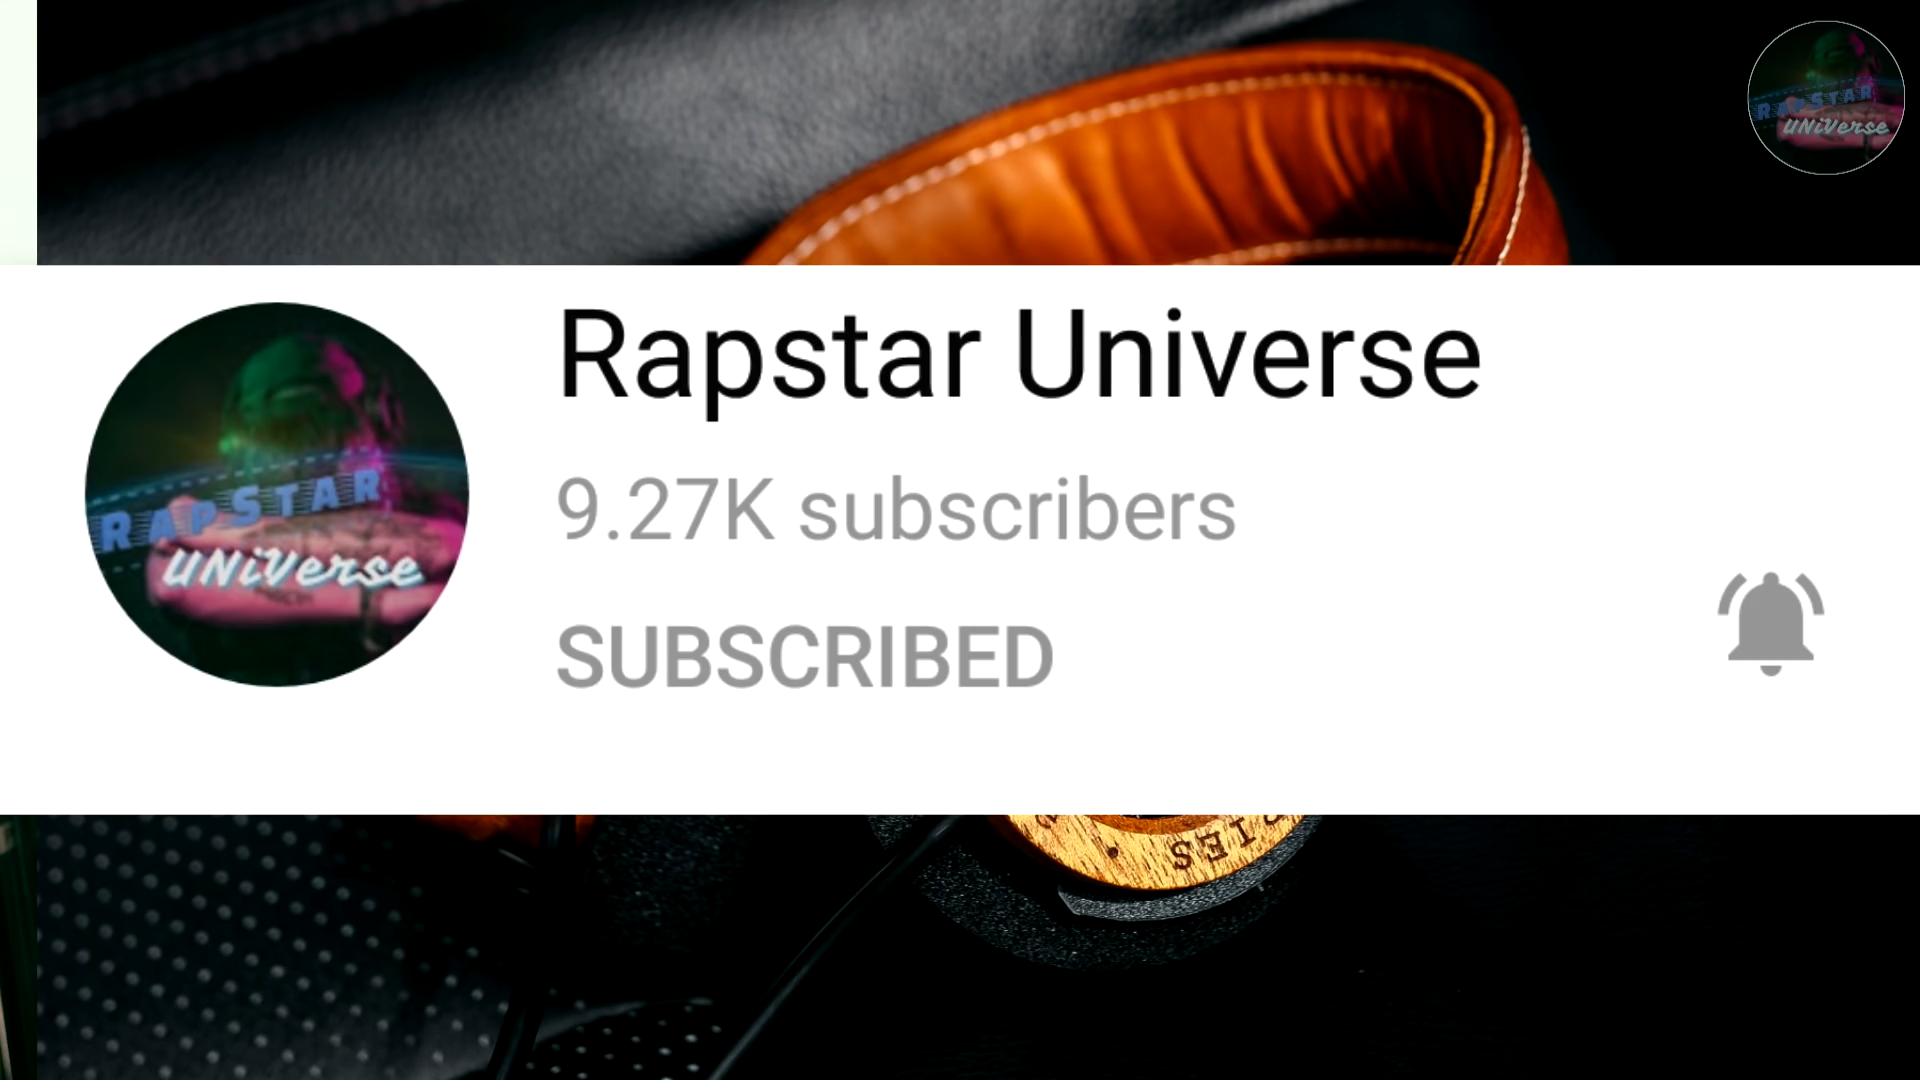 RAPSTAR
UNiVerse
Rapstar Universe
9.27K subscribers
SUBSCRIBED
RAPSTAR
UNiVerse